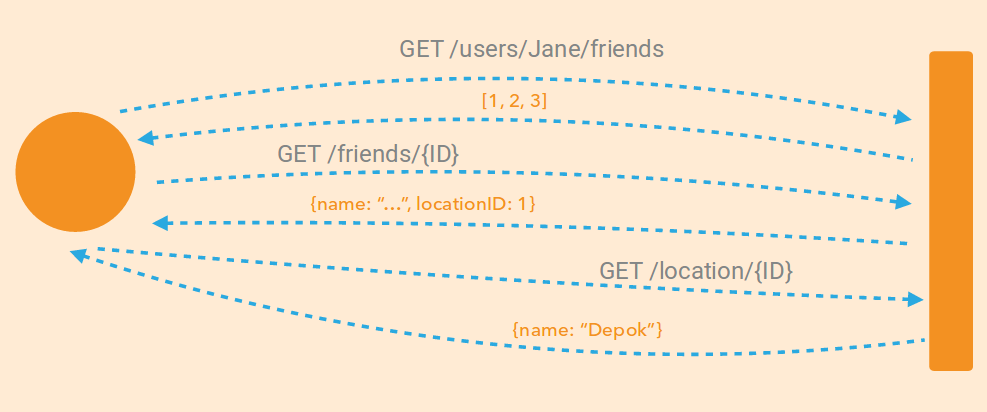 GET /users/Jane/friends
[1, 2, 3]
GET /friends/{ID}
{name: “...”, locationID: 1}
GET /location/{ID}
{name: “Depok”}